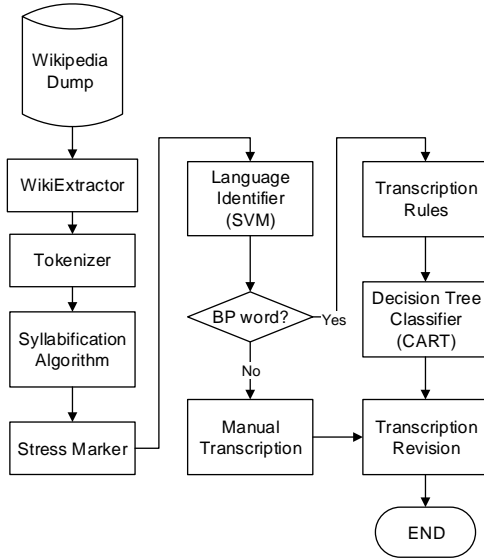 Wikipedia
Dump
WikiExtractor
Tokenizer
Syllabification
Algorithm
Stress Marker
Language
Identifier
(SVM)
BP word?
Yes
No
Manual
Transcription
Transcription
Rules
Decision Tree
Classifier
(CART)
Transcription
Revision
END